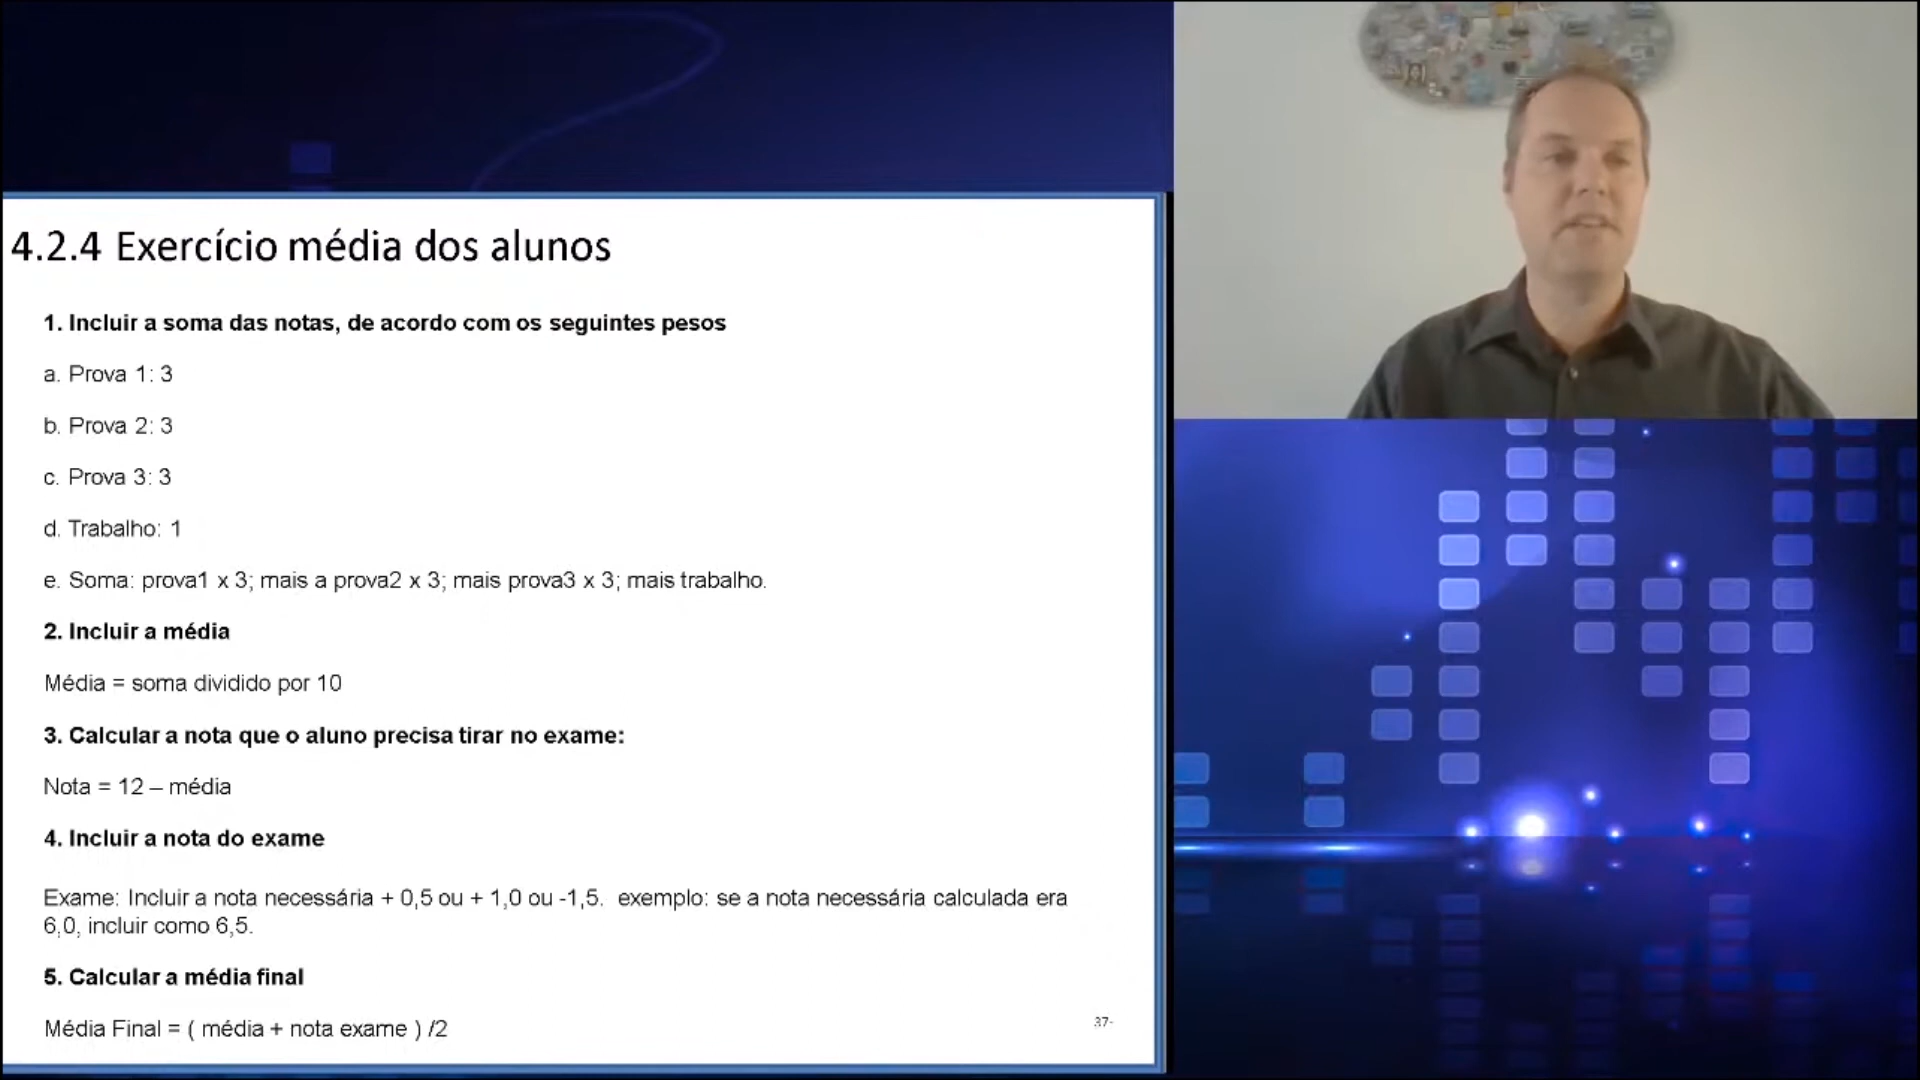 4.2.4 Exercício média dos alunos
1. Incluir a soma das notas, de acordo com os seguintes pesos
a. Prova 1: 3
b. Prova 2: 3
c. Prova 3: 3
d. Trabalho: 1
e. Soma: prova1 x 3; mais a prova2 x 3; mais prova3 x 3; mais trabalho.
2. Incluir a média
Média = soma dividido por 10
3. Calcular a nota que o aluno precisa tirar no exame:
Nota = 12 – média
4. Incluir a nota do exame
Exame: Incluir a nota necessária + 0,5 ou + 1,0 ou -1,5.  exemplo: se a nota necessária calculada era
6,0, incluir como 6,5.
5. Calcular a média final
Média Final = ( média + nota exame ) /2
37-